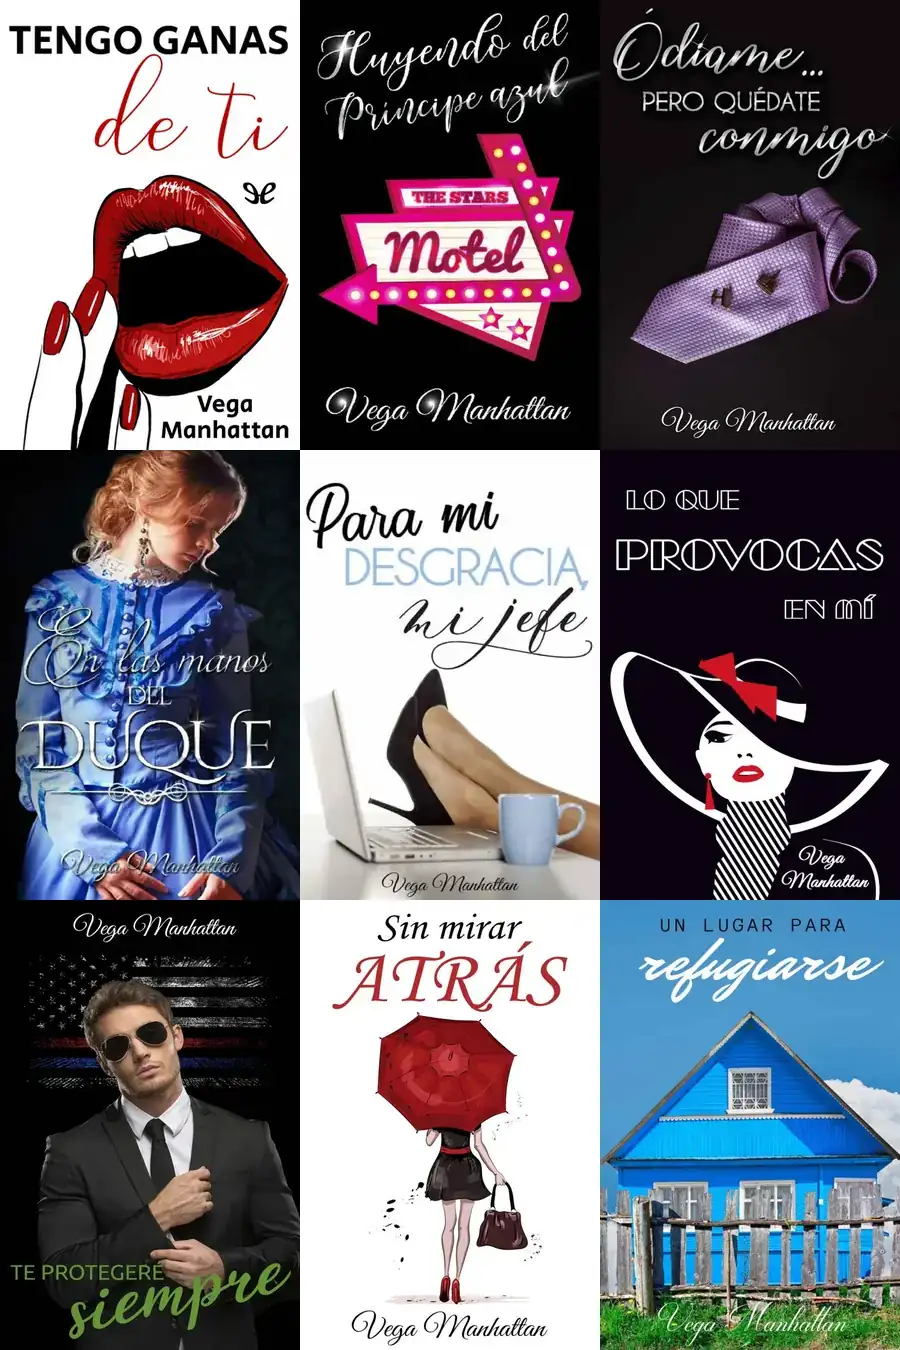 TENGO GANAS
de ti
Vega
Manhattan
Huyendo del
Príncipe azul
THE STARS
Motel
Vega Manhattan
Ódiame...
PERO QUÉDATE
conmigo
H
Vega Manhattan
En las manos
DEL
DUQUE
Vega Manhattan
Para mi
DESGRACIA,
mi jefe
Vega Manhattan
LO QUE
PROVOCAS
EN MÍ
Vega
Manhattan
Vega Manhattan
TE PROTEGERÉ
siempre
Sin mirar
ATRÁS
Vega Manhattan
UN LUGAR PARA
refugiarse
Vega Manhattan